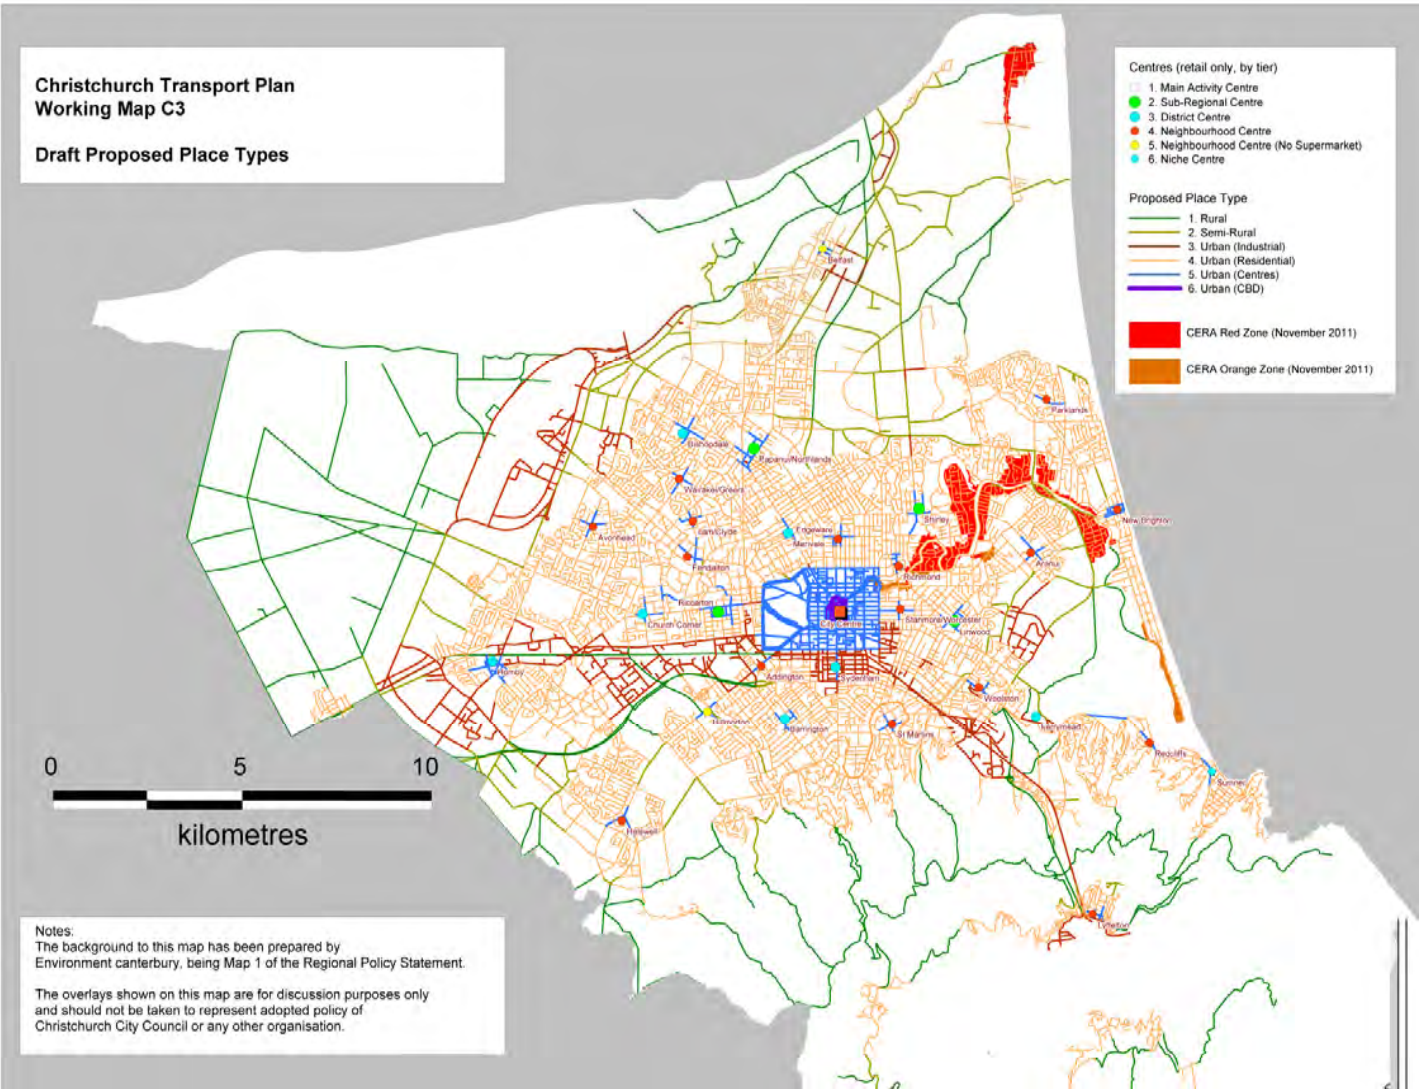 Christchurch Transport Plan
Working Map C3
Draft Proposed Place Types
Centres (retail only, by tier)
1. Main Activity Centre
2. Sub-Regional Centre
3. District Centre
4. Neighbourhood Centre
5. Neighbourhood Centre (No Supermarket)
6. Niche Centre
Proposed Place Type
1. Rural
2. Semi-Rural
3. Urban (Industrial)
4. Urban (Residential)
5. Urban (Centres)
6. Urban (CBD)
CERA Red Zone (November 2011)
CERA Orange Zone (November 2011)
Belfast
Parklands
Bishopdale
Papanui/Northlands
Wairakei/Greers
Ilam/Clyde
Avonhead
Edgeware
Merivale
Shirley
New Brighton
Fendalton
Aranui
Richmond
Riccarton
Church Corner
City Centre
Stanmore/Worcester
Linwood
Hornby
Addington
Sydenham
Woolston
Barrington
St Martins
Ferrymead
Redcliffs
Sumner
Halswell
Lyttelton
0 5 10
kilometres
Notes:
The background to this map has been prepared by
Environment canterbury, being Map 1 of the Regional Policy Statement.
The overlays shown on this map are for discussion purposes only
and should not be taken to represent adopted policy of
Christchurch City Council or any other organisation.